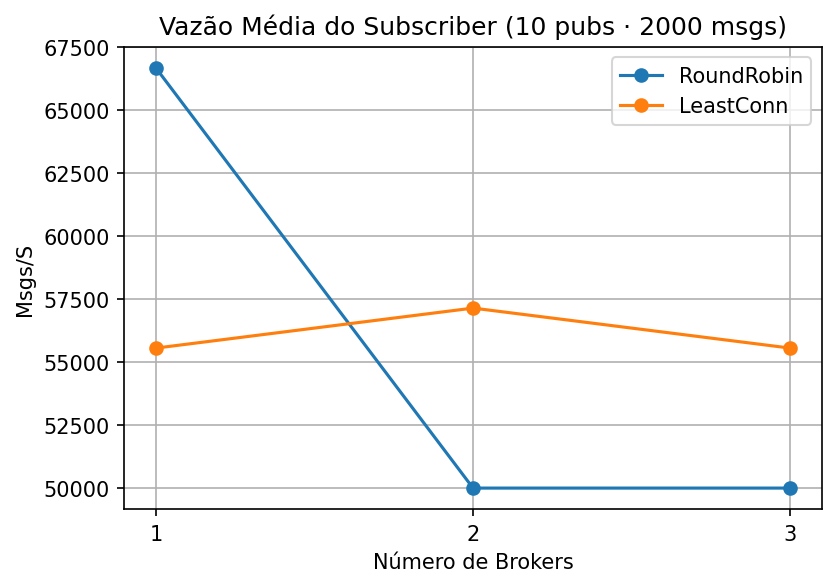 Vazão Média do Subscriber (10 pubs · 2000 msgs)
67500
65000
62500
60000
57500
55000
52500
50000
Msgs/S
RoundRobin
LeastConn
1
2
3
Número de Brokers